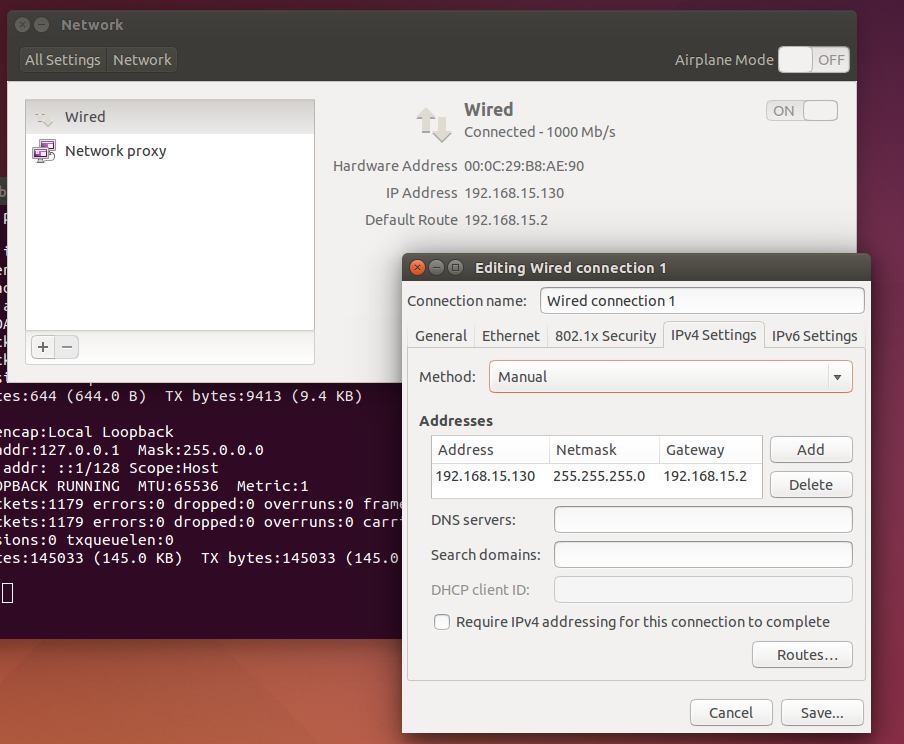 Network
All Settings
Network
Airplane Mode
OFF
Wired
Network proxy
Wired
Connected - 1000 Mb/s
ON
Hardware Address 00:0C:29:B8:AE:90
IP Address 192.168.15.130
Default Route 192.168.15.2
+ −
tes:644 (644.0 B) TX bytes:9413 (9.4 KB)
encap:Local Loopback
addr:127.0.0.1 Mask:255.0.0.0
addr: ::1/128 Scope:Host
OPBACK RUNNING MTU:65536 Metric:1
ckets:1179 errors:0 dropped:0 overruns:0 frame
ckets:1179 errors:0 dropped:0 overruns:0 carr
sions:0 txqueuelen:0
tes:145033 (145.0 KB) TX bytes:145033 (145.0
Editing Wired connection 1
Connection name: Wired connection 1
General
Ethernet
802.1x Security
IPv4 Settings
IPv6 Settings
Method: Manual
Addresses
Address Netmask Gateway
192.168.15.130 255.255.255.0 192.168.15.2
Add
Delete
DNS servers:
Search domains:
DHCP client ID:
Require IPv4 addressing for this connection to complete
Routes...
Cancel
Save...